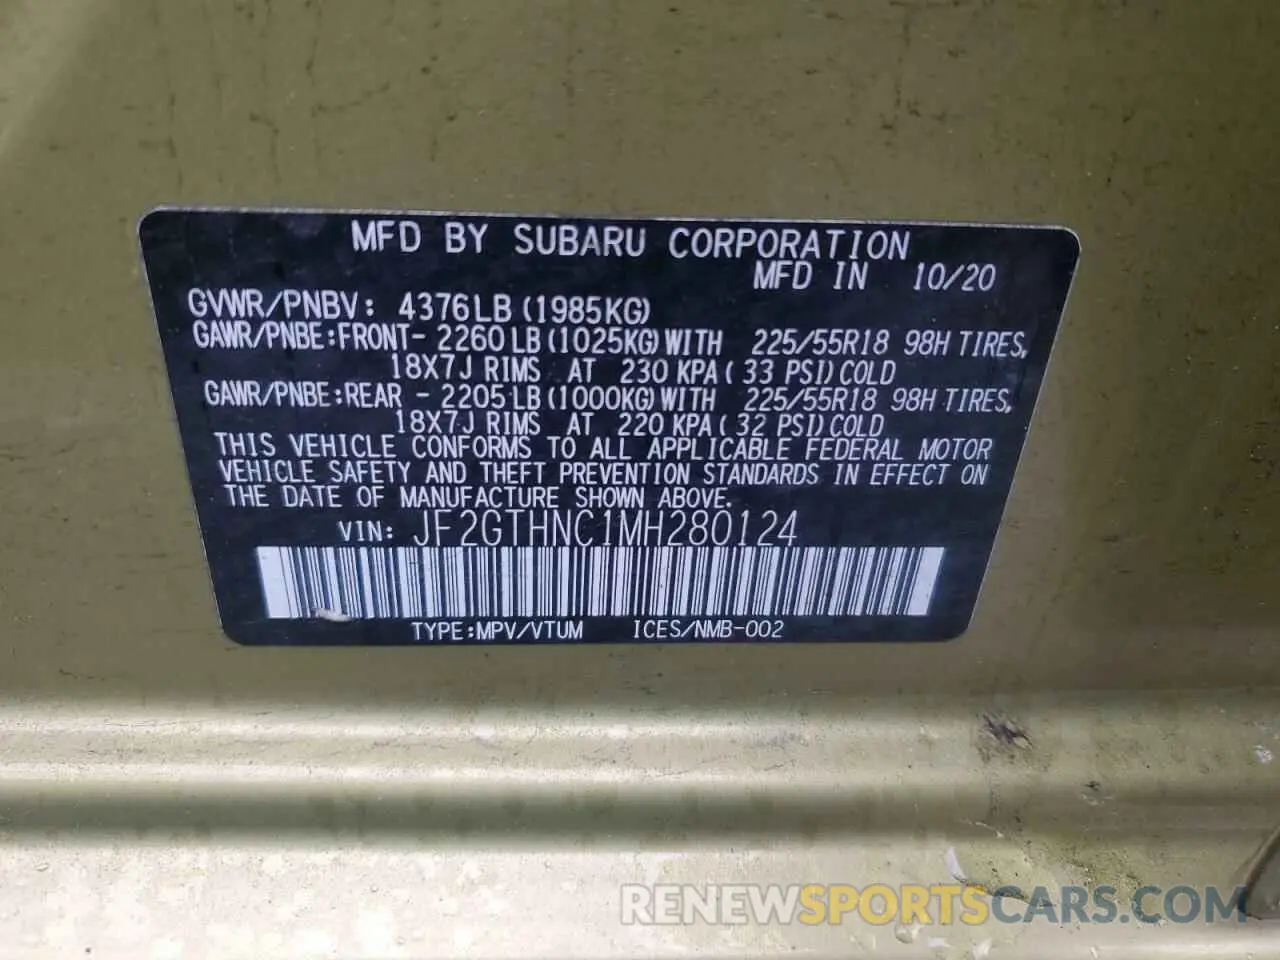 MFD BY SUBARU CORPORATION
MFD IN 10/20
GVWR/PNBV: 4376LB (1985KG)
GAWR/PNBE:FRONT- 2260 LB (1025KG) WITH 225/55R18 98H TIRES,
18X7J RIMS AT 230 KPA ( 33 PSI) COLD
GAWR/PNBE:REAR - 2205 LB (1000KG) WITH 225/55R18 98H TIRES,
18X7J RIMS AT 220 KPA ( 32 PSI) COLD
THIS VEHICLE CONFORMS TO ALL APPLICABLE FEDERAL MOTOR
VEHICLE SAFETY AND THEFT PREVENTION STANDARDS IN EFFECT ON
THE DATE OF MANUFACTURE SHOWN ABOVE.
VIN: JF2GTHNC1MH280124
TYPE:MPV/VTUM ICES/NMB-002
RENEWSPORTSCARS.COM